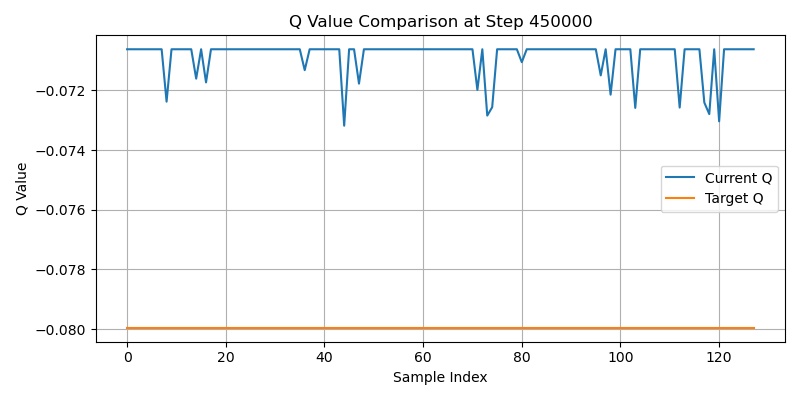 Q Value Comparison at Step 450000
Q Value
−0.072
−0.074
−0.076
−0.078
−0.080
Current Q
Target Q
0 20 40 60 80 100 120
Sample Index